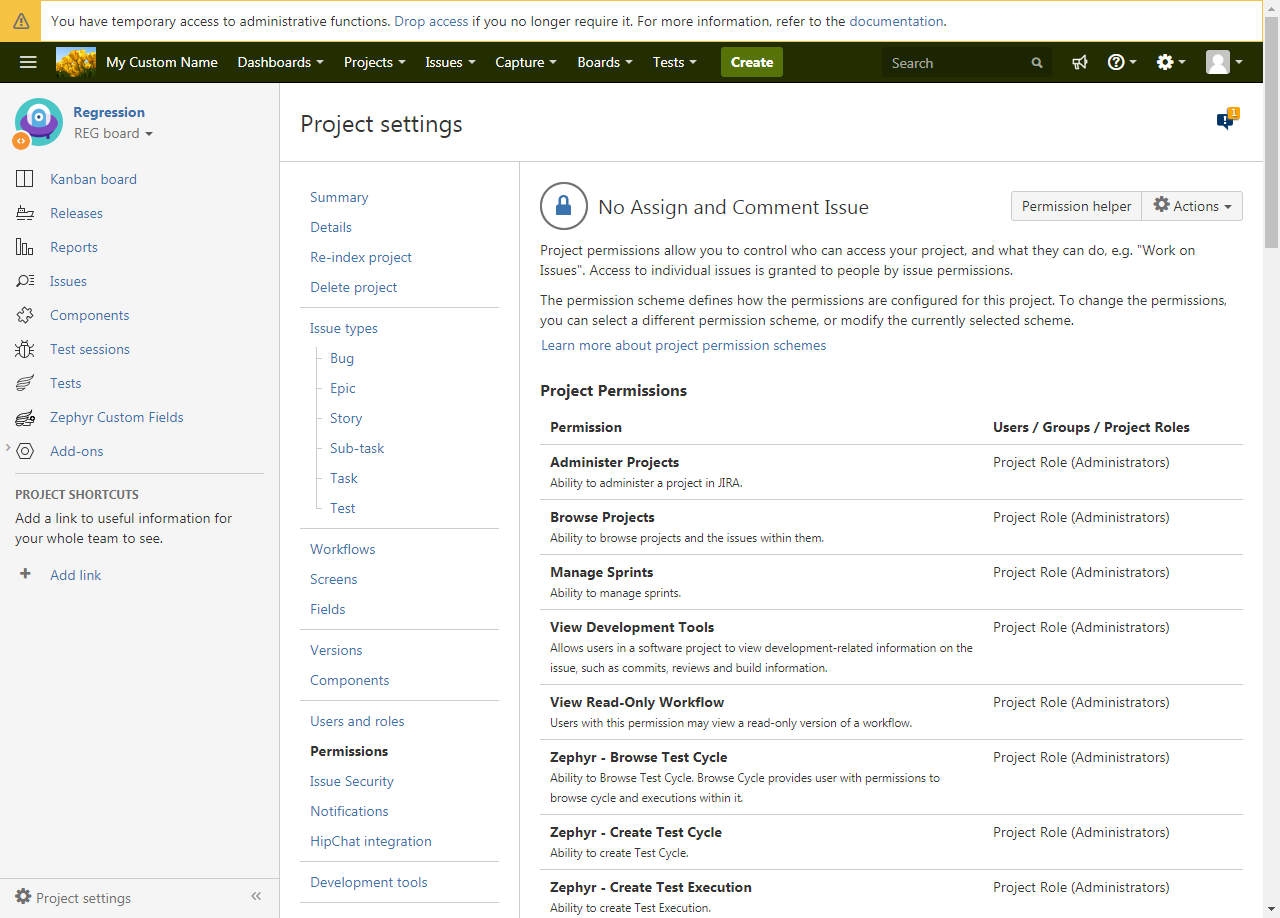 You have temporary access to administrative functions. Drop access if you no longer require it. For more information, refer to the documentation.
My Custom Name Dashboards Projects Issues Capture Boards Tests Create Search
Regression
REG board
Kanban board
Releases
Reports
Issues
Components
Test sessions
Tests
Zephyr Custom Fields
Add-ons
PROJECT SHORTCUTS
Add a link to useful information for
your whole team to see.
Add link
Project settings
Project settings
1
Summary
Details
Re-index project
Delete project
Issue types
Bug
Epic
Story
Sub-task
Task
Test
Workflows
Screens
Fields
Versions
Components
Users and roles
Permissions
Issue Security
Notifications
HipChat integration
Development tools
No Assign and Comment Issue
Permission helper Actions
Project permissions allow you to control who can access your project, and what they can do, e.g. "Work on
Issues". Access to individual issues is granted to people by issue permissions.
The permission scheme defines how the permissions are configured for this project. To change the permissions,
you can select a different permission scheme, or modify the currently selected scheme.
Learn more about project permission schemes
Project Permissions
Permission Users / Groups / Project Roles
Administer Projects Project Role (Administrators)
Ability to administer a project in JIRA.
Browse Projects Project Role (Administrators)
Ability to browse projects and the issues within them.
Manage Sprints Project Role (Administrators)
Ability to manage sprints.
View Development Tools Project Role (Administrators)
Allows users in a software project to view development-related information on the
issue, such as commits, reviews and build information.
View Read-Only Workflow Project Role (Administrators)
Users with this permission may view a read-only version of a workflow.
Zephyr - Browse Test Cycle Project Role (Administrators)
Ability to Browse Test Cycle. Browse Cycle provides user with permissions to
browse cycle and executions within it.
Zephyr - Create Test Cycle Project Role (Administrators)
Ability to create Test Cycle.
Zephyr - Create Test Execution Project Role (Administrators)
Ability to create Test Execution.